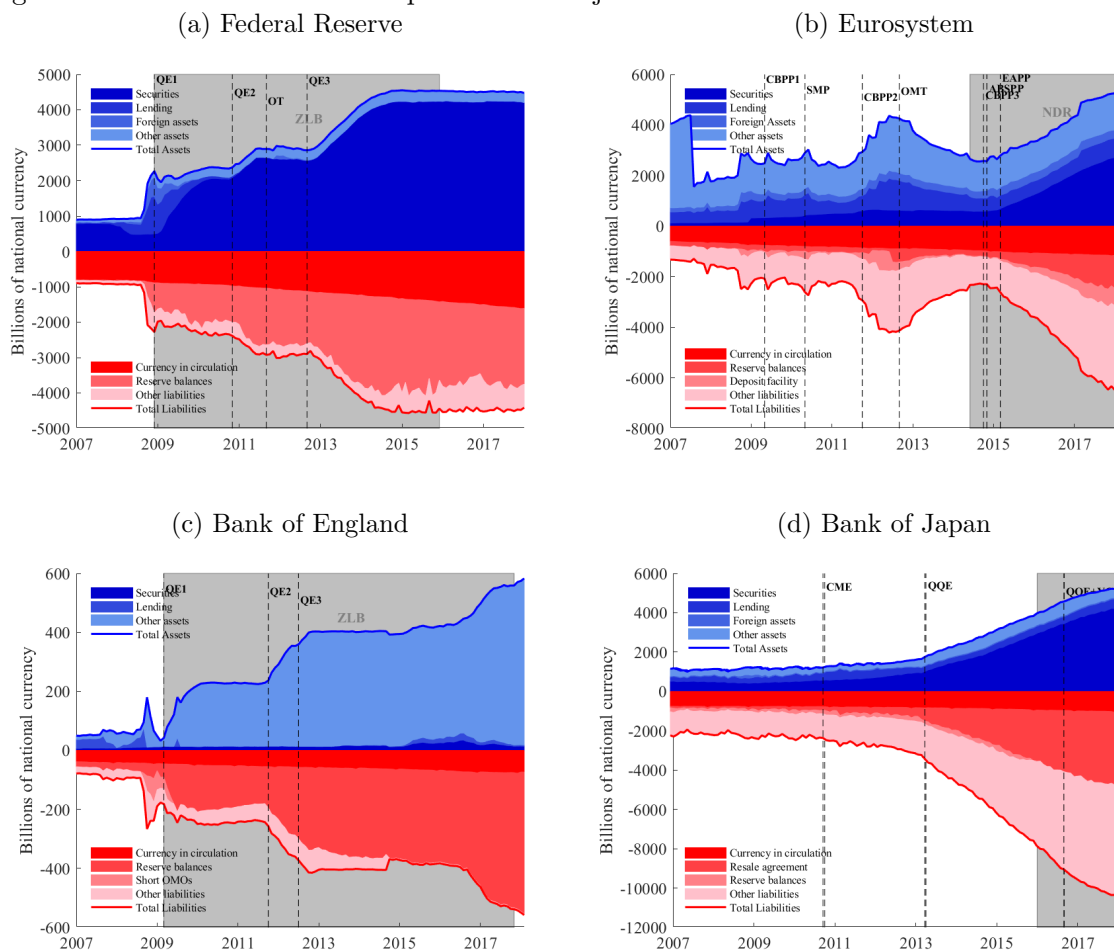 (a) Federal Reserve
5000
4000
3000
2000
1000
0
-1000
-2000
-3000
-4000
-5000
Billions of national currency
Securities
Lending
Foreign Assets
Other assets
Total Assets
QE1
QE2
OT
QE3
ZLB
Currency in circulation
Reserve balances
Other liabilities
Total Liabilities
2007 2009 2011 2013 2015 2017
(b) Eurosystem
6000
4000
2000
0
-2000
-4000
-6000
-8000
Billions of national currency
Securities
Lending
Foreign Assets
Other assets
Total Assets
CBPP1
SMP
CBPP2
OMT
EAPP
ABSPP
CBPP3
NDR
Currency in circulation
Reserve balances
Deposit facility
Other liabilities
Total Liabilities
2007 2009 2011 2013 2015 2017
(c) Bank of England
600
400
200
0
-200
-400
-600
Billions of national currency
Securities
Lending
Other assets
Total Assets
QE1
QE2
QE3
ZLB
Currency in circulation
Reserve balances
Short OMOs
Other liabilities
Total Liabilities
2007 2009 2011 2013 2015 2017
(d) Bank of Japan
6000
4000
2000
0
-2000
-4000
-6000
-8000
-10000
-12000
Billions of national currency
Securities
Lending
Foreign assets
Other assets
Total Assets
CME
QQE
Currency in circulation
Resale agreement
Reserve balances
Other liabilities
Total Liabilities
2007 2009 2011 2013 2015 2017